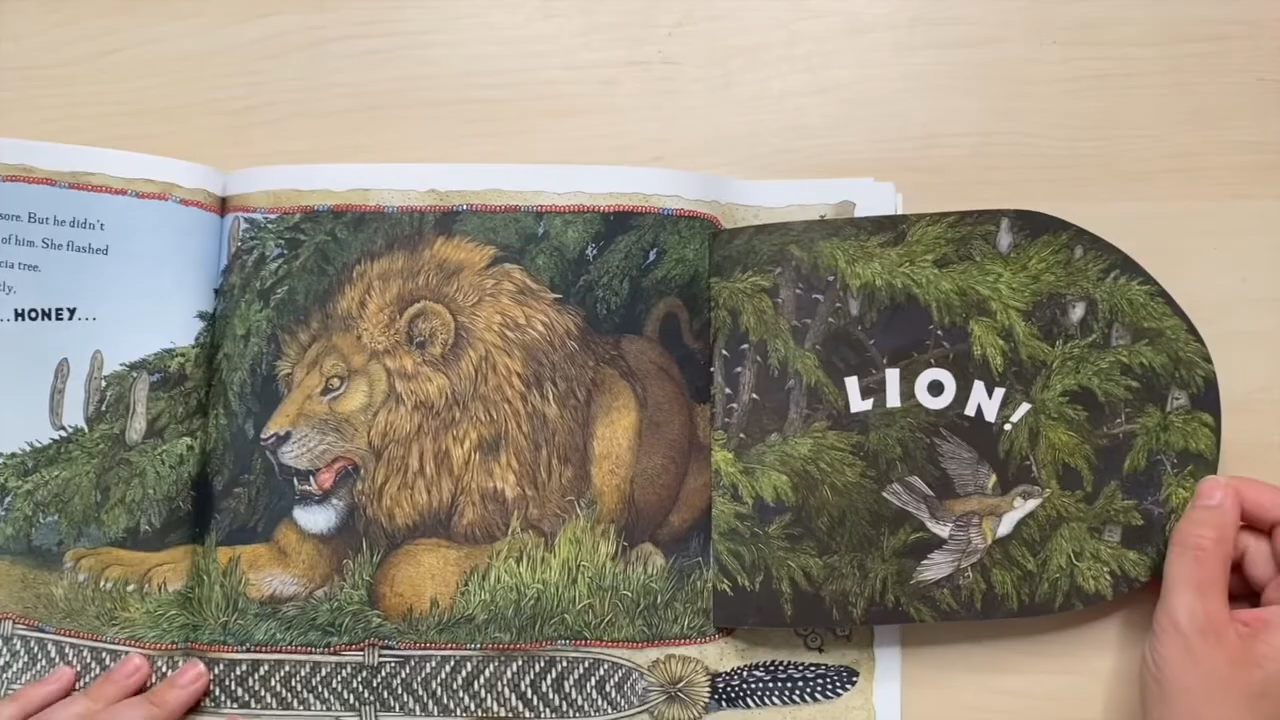 sore. But he didn't
of him. She flashed
cia tree.
tly,
..HONEY...
LION!